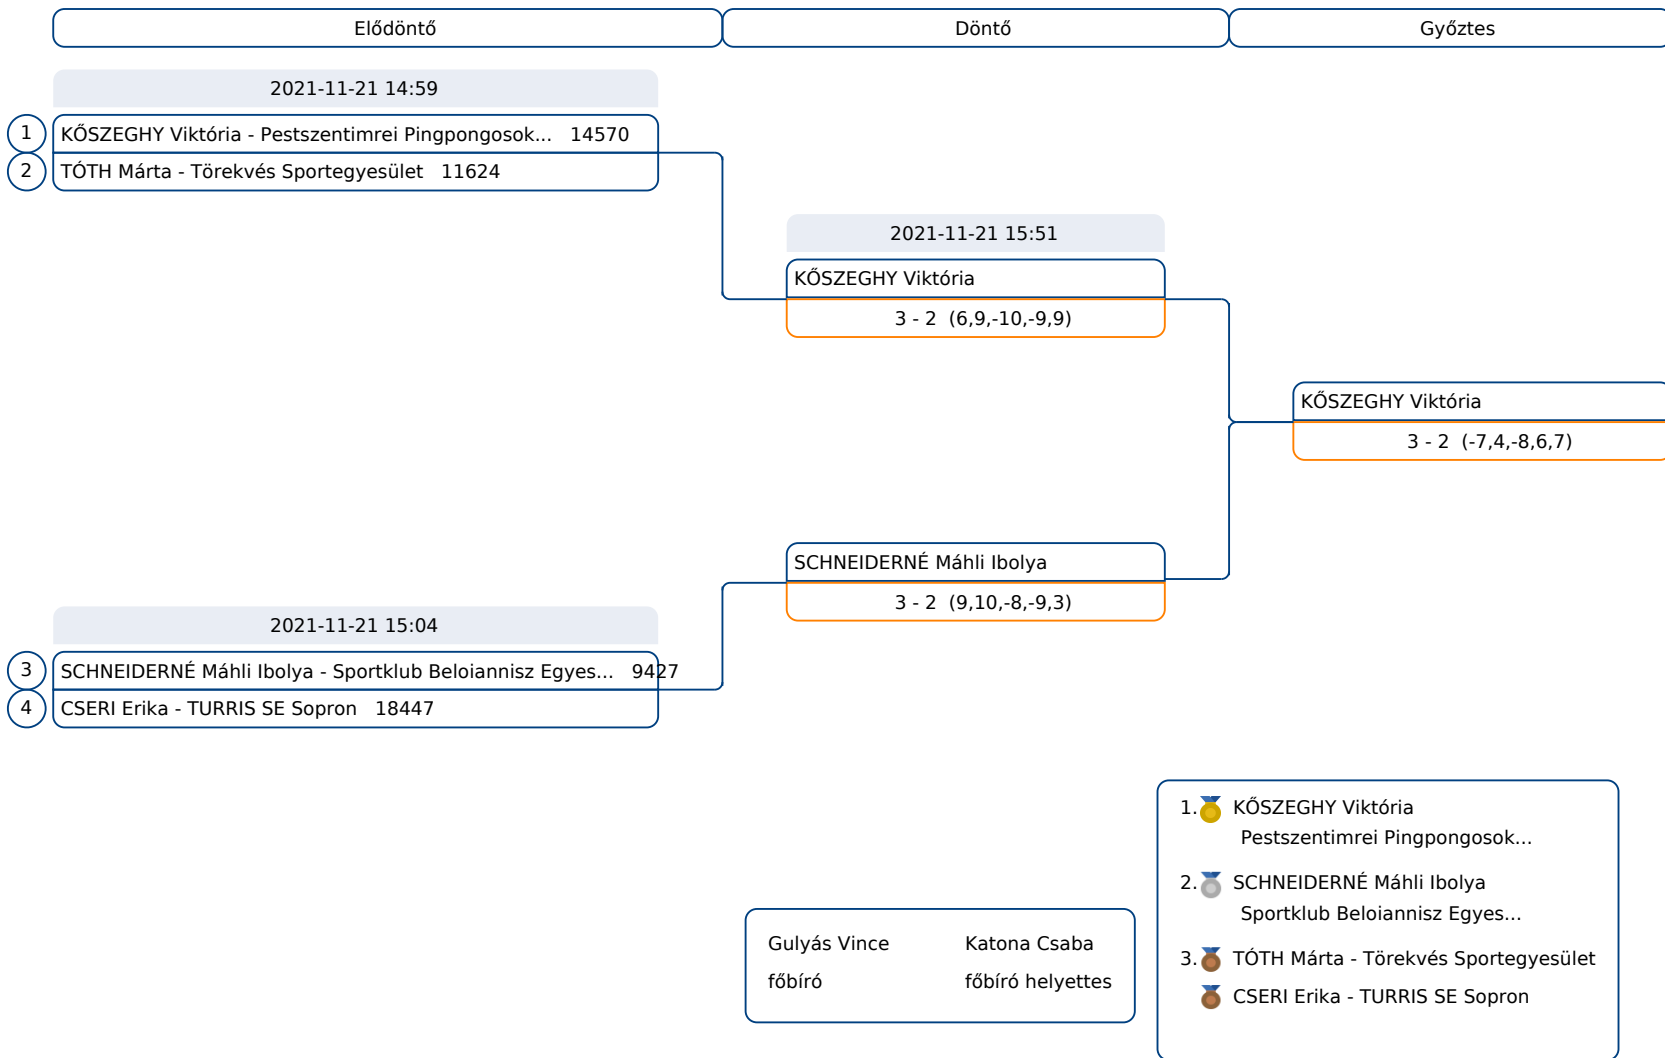 Elődöntő
Döntő
Győztes
2021-11-21 14:59
1
KŐSZEGHY Viktória - Pestszentimrei Pingpongosok... 14570
2
TÓTH Márta - Törekvés Sportegyesület 11624
2021-11-21 15:51
KŐSZEGHY Viktória
3 - 2 (6,9,-10,-9,9)
KŐSZEGHY Viktória
3 - 2 (-7,4,-8,6,7)
SCHNEIDERNÉ Máhli Ibolya
3 - 2 (9,10,-8,-9,3)
2021-11-21 15:04
3
SCHNEIDERNÉ Máhli Ibolya - Sportklub Beloiannisz Egyes... 9427
4
CSERI Erika - TURRIS SE Sopron 18447
1. KŐSZEGHY Viktória
Pestszentimrei Pingpongosok...
2. SCHNEIDERNÉ Máhli Ibolya
Sportklub Beloiannisz Egyes...
3. TÓTH Márta - Törekvés Sportegyesület
CSERI Erika - TURRIS SE Sopron
Gulyás Vince Katona Csaba
főbíró főbíró helyettes